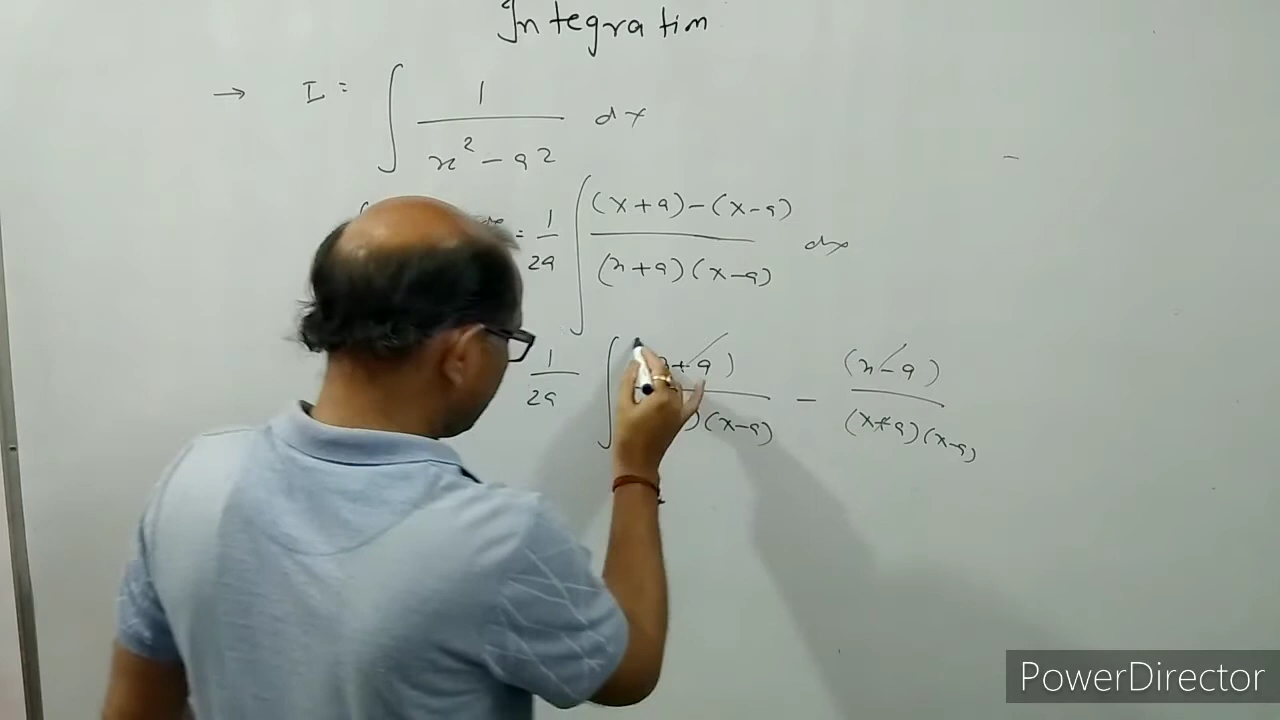 Integration
→ I = ∫ 1 / x² - a² dx
= 1/2a ∫ (x+a)-(x-a) / (x+a)(x-a) dx
1/2a ∫ +a) / )(x-a) - (x-a) / (x+a)(x-a)
PowerDirector